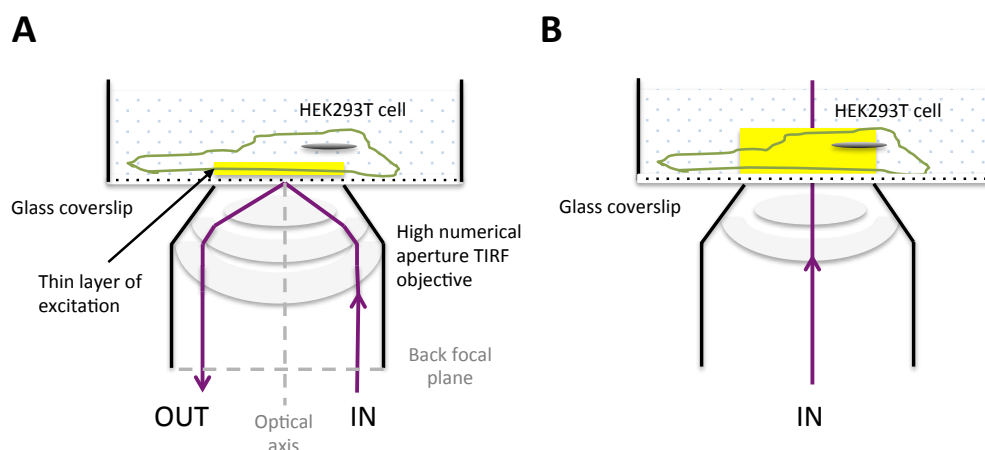 A
HEK293T cell
Glass coverslip
Thin layer of
excitation
High numerical
aperture TIRF
objective
Back focal
plane
OUT
IN
Optical
axis
B
HEK293T cell
Glass coverslip
IN